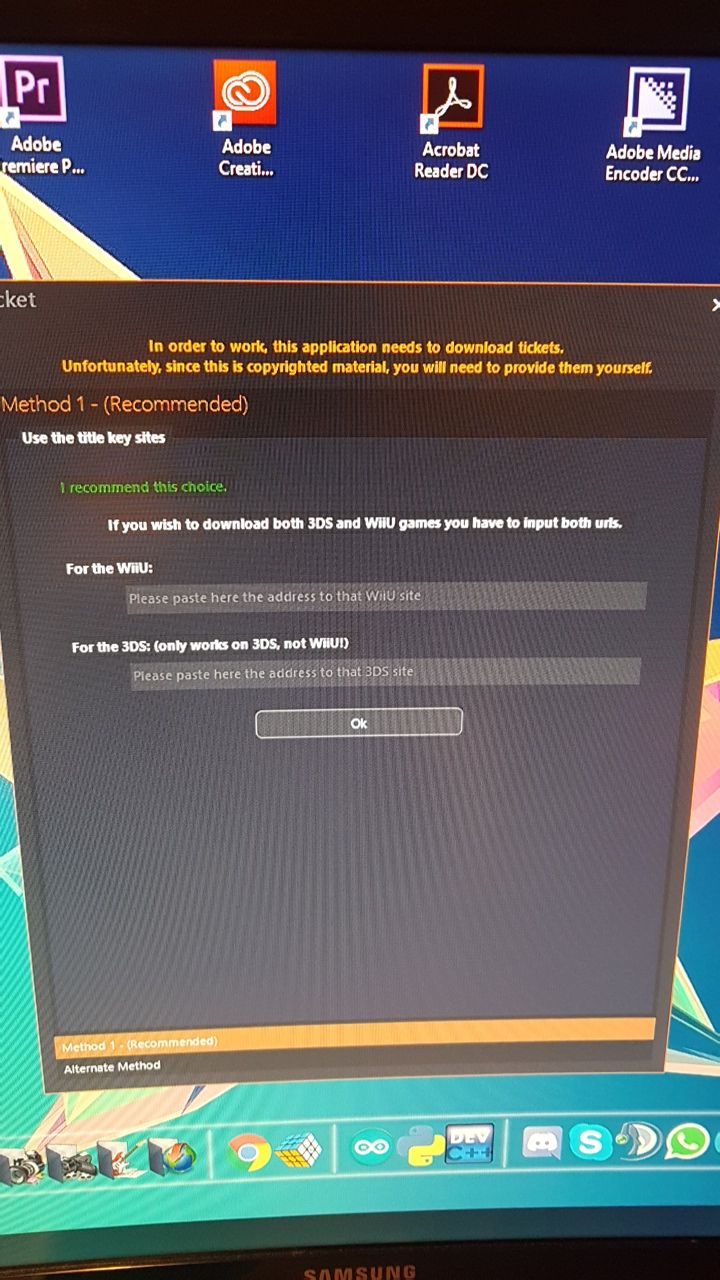 Pr
Adobe
remiere P...
Adobe
Creati...
Acrobat
Reader DC
Adobe Media
Encoder CC...
cket
In order to work, this application needs to download tickets.
Unfortunately, since this is copyrighted material, you will need to provide them yourself.
Method 1 - (Recommended)
Use the title key sites
I recommend this choice.
If you wish to download both 3DS and WiiU games you have to input both urls.
For the WiiU:
Please paste here the address to that WiiU site
For the 3DS: (only works on 3DS, not WiiU!)
Please paste here the address to that 3DS site
Ok
Method 1 - (Recommended)
Alternate Method
DEV
C++
S
SAMSUNG